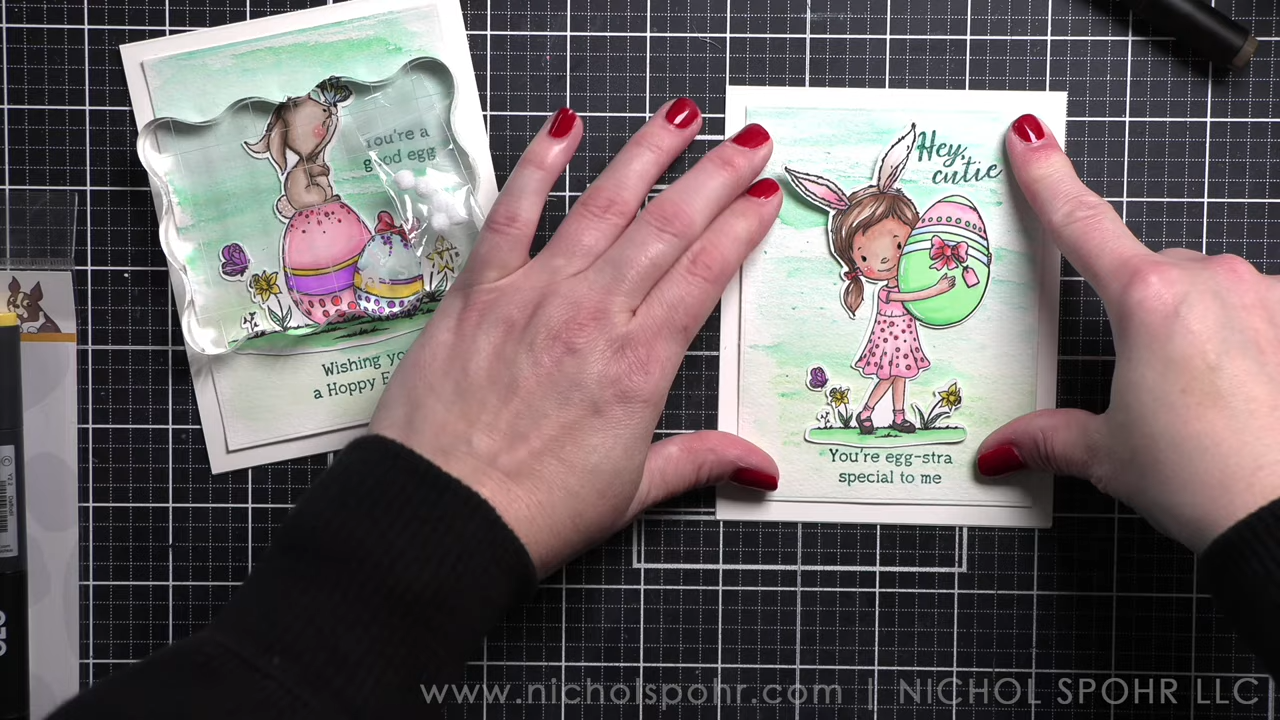 You're a
good egg
Wishing yo
a Hoppy E
Hey,
cutie
You're egg-stra
special to me
www.nicholspohr.com | NICHOL SPOHR LLC